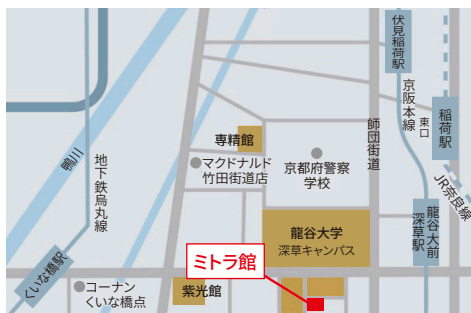 伏見稲荷駅
京阪本線
東口
稲荷駅
師団街道
専精館
マクドナルド
竹田街道店
京都府警察
学校
鴨川
地下鉄烏丸線
JR奈良線
龍谷大学
深草キャンパス
龍谷大前
深草駅
ミトラ館
くいな橋駅
コーナン
くいな橋点
紫光館